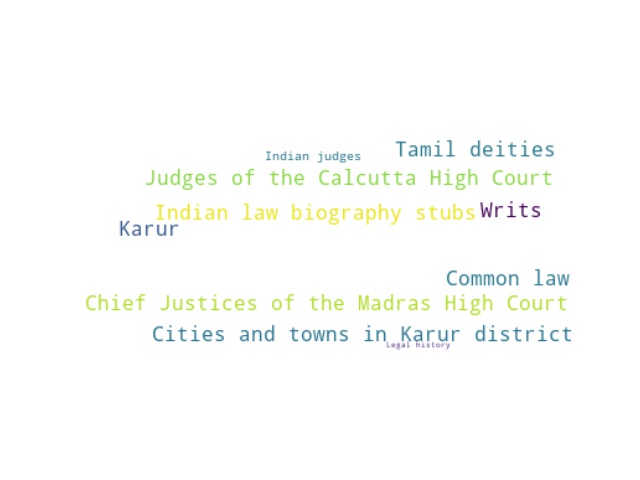 Tamil deities
Indian judges
Judges of the Calcutta High Court
Indian law biography stubs
Writs
Karur
Common law
Chief Justices of the Madras High Court
Cities and towns in Karur district
Legal history